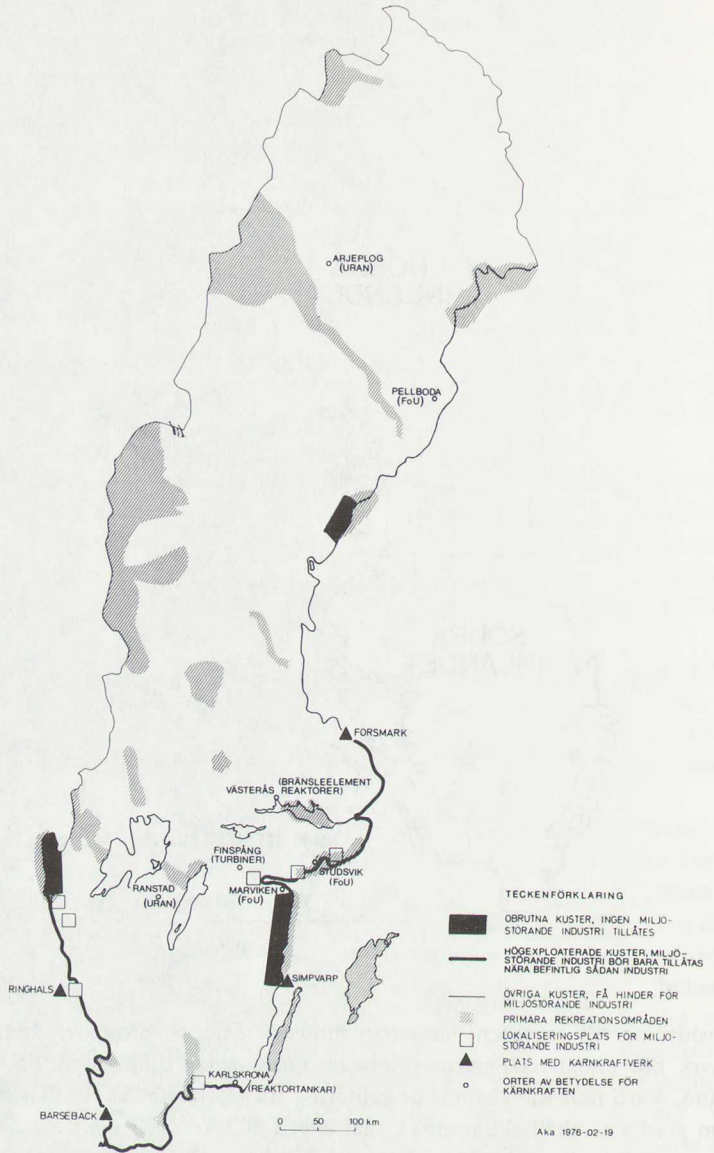 ARJEPLOG
(URAN)
PELLBODA
(FoU)
FORSMARK
(BRÄNSLEELEMENT
VÄSTERÅS REAKTORER)
FINSPÅNG
(TURBINER)
STUDSVIK
(FoU)
MARVIKEN
(FoU)
RANSTAD
(URAN)
SIMPVARP
RINGHALS
KARLSKRONA
(REAKTORTANKAR)
BARSEBÄCK
0 50 100 km
TECKENFÖRKLARING
OBRUTNA KUSTER, INGEN MILJÖ-
STÖRANDE INDUSTRI TILLÅTES
HÖGEXPLOATERADE KUSTER, MILJÖ-
STÖRANDE INDUSTRI BÖR BARA TILLÅTAS
NÄRA BEFINTLIG SÅDAN INDUSTRI
ÖVRIGA KUSTER, FÅ HINDER FÖR
MILJÖSTÖRANDE INDUSTRI
PRIMÄRA REKREATIONSOMRÅDEN
LOKALISERINGSPLATS FÖR MILJÖ-
STÖRANDE INDUSTRI
PLATS MED KÄRNKRAFTVERK
ORTER AV BETYDELSE FÖR
KÄRNKRAFTEN
Aka 1976-02-19